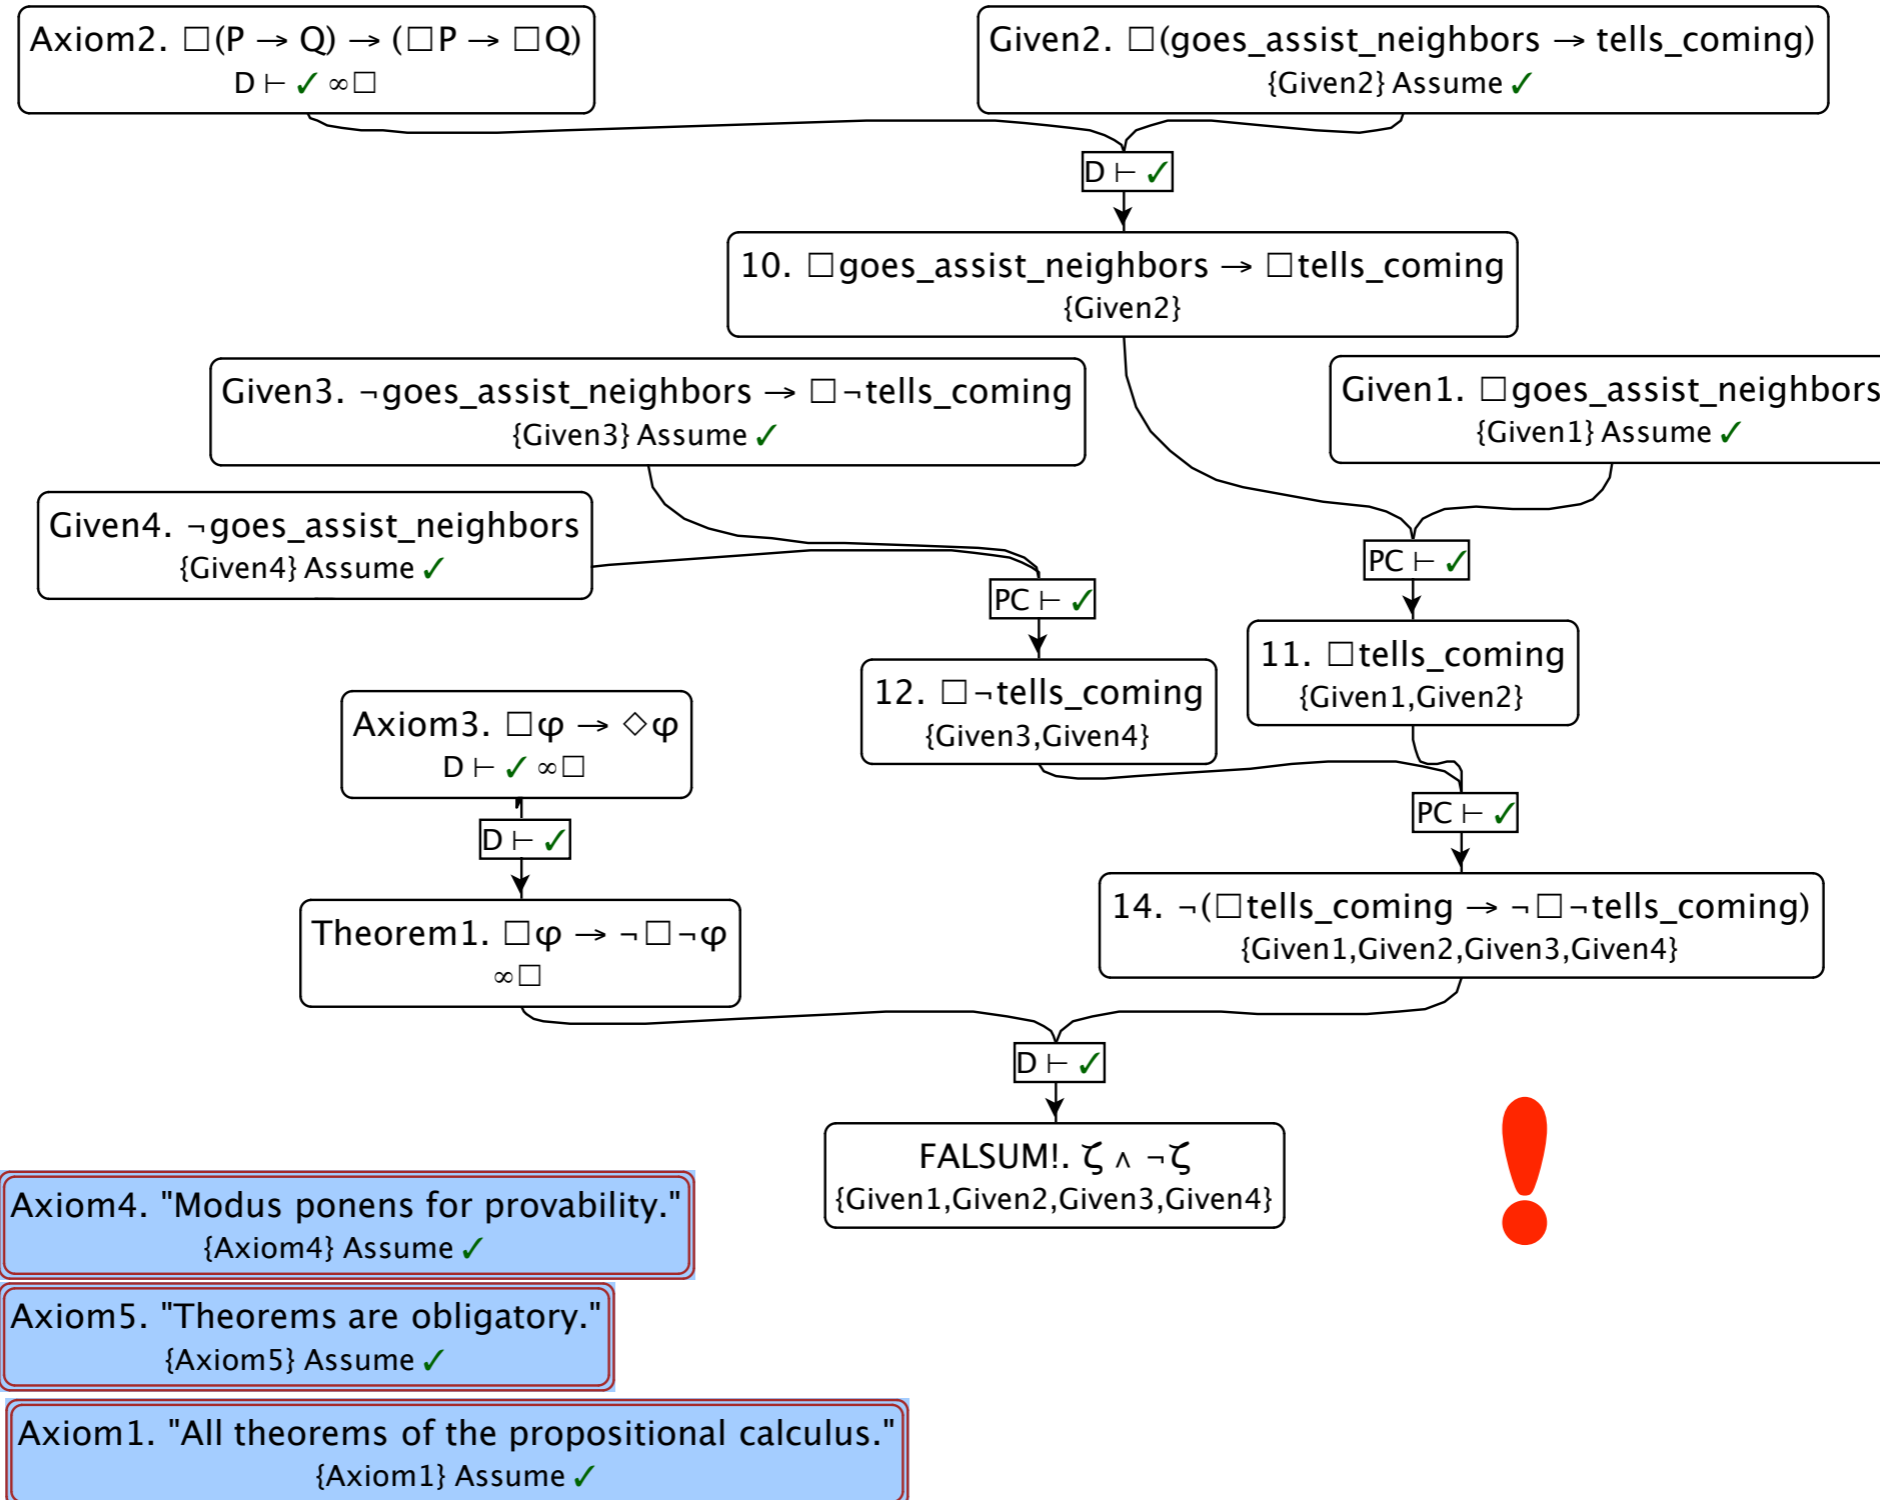 Axiom2. □(P → Q) → (□P → □Q)
D ⊢ ✓ ∞□
Given2. □(goes_assist_neighbors → tells_coming)
{Given2} Assume ✓
D ⊢ ✓
10. □goes_assist_neighbors → □tells_coming
{Given2}
Given3. ¬goes_assist_neighbors → □¬tells_coming
{Given3} Assume ✓
Given1. □goes_assist_neighbors
{Given1} Assume ✓
Given4. ¬goes_assist_neighbors
{Given4} Assume ✓
PC ⊢ ✓
PC ⊢ ✓
11. □tells_coming
{Given1,Given2}
12. □¬tells_coming
{Given3,Given4}
Axiom3. □φ → ◇φ
D ⊢ ✓ ∞□
D ⊢ ✓
PC ⊢ ✓
Theorem1. □φ → ¬□¬φ
∞□
14. ¬(□tells_coming → ¬□¬tells_coming)
{Given1,Given2,Given3,Given4}
D ⊢ ✓
FALSUM!. ζ ∧ ¬ζ
{Given1,Given2,Given3,Given4}
!
Axiom4. "Modus ponens for provability."
{Axiom4} Assume ✓
Axiom5. "Theorems are obligatory."
{Axiom5} Assume ✓
Axiom1. "All theorems of the propositional calculus."
{Axiom1} Assume ✓